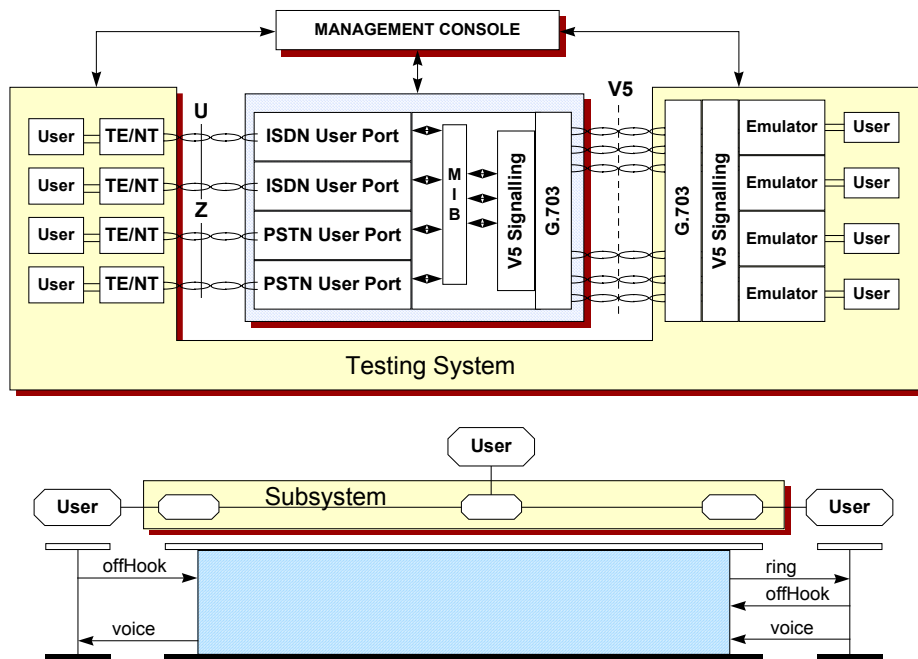 MANAGEMENT CONSOLE
U
V5
User
TE/NT
ISDN User Port
User
TE/NT
ISDN User Port
Z
User
TE/NT
PSTN User Port
User
TE/NT
PSTN User Port
M
I
B
V5 Signalling
G.703
G.703
V5 Signalling
Emulator
User
Emulator
User
Emulator
User
Emulator
User
Testing System
User
User
Subsystem
User
offHook
ring
offHook
voice
voice